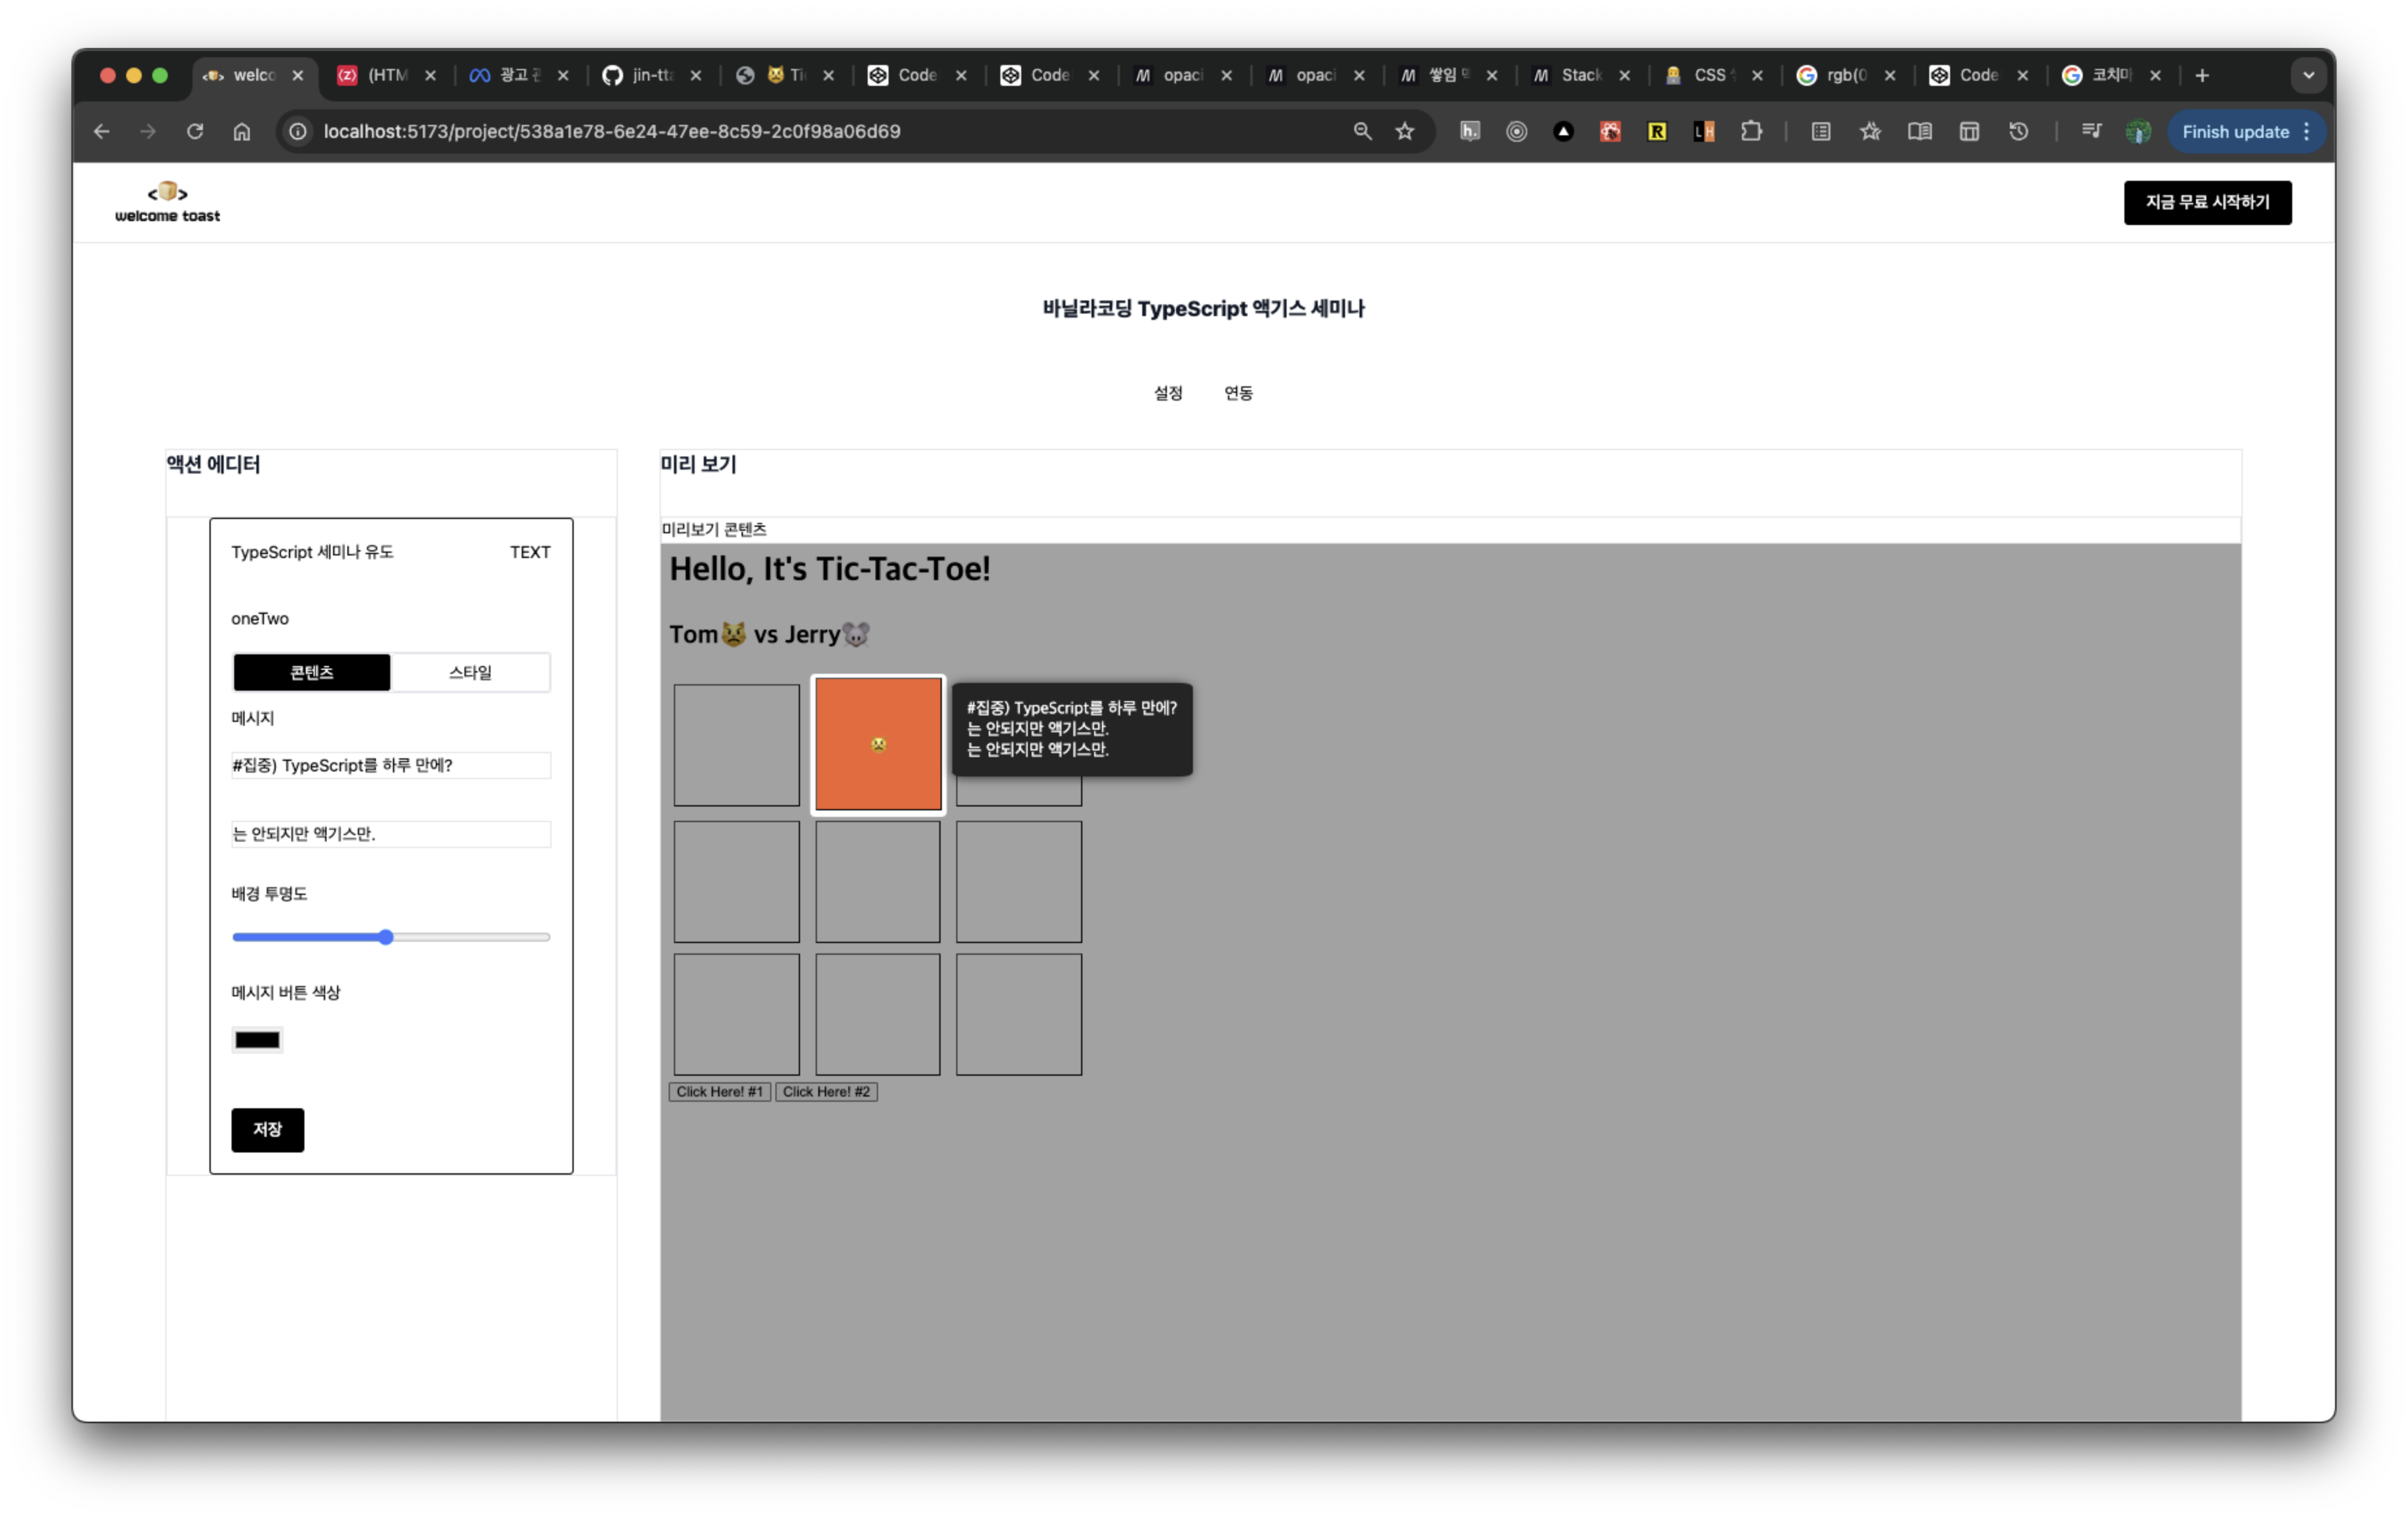 welco
(HTM
광고 관
jin-tta
Tic
Code
Code
opaci
opaci
쌓임 맥
Stack
CSS
rgb(0
Code
코치마
localhost:5173/project/538a1e78-6e24-47ee-8c59-2c0f98a06d69
Finish update
welcome toast
지금 무료 시작하기
바닐라코딩 TypeScript 액기스 세미나
설정 연동
액션 에디터
TypeScript 세미나 유도 TEXT
oneTwo
콘텐츠 스타일
메시지
#집중) TypeScript를 하루 만에?
는 안되지만 액기스만.
배경 투명도
메시지 버튼 색상
저장
미리 보기
미리보기 콘텐츠
Hello, It's Tic-Tac-Toe!
Tom😾 vs Jerry🐭
#집중) TypeScript를 하루 만에?
는 안되지만 액기스만.
는 안되지만 액기스만.
Click Here! #1 Click Here! #2